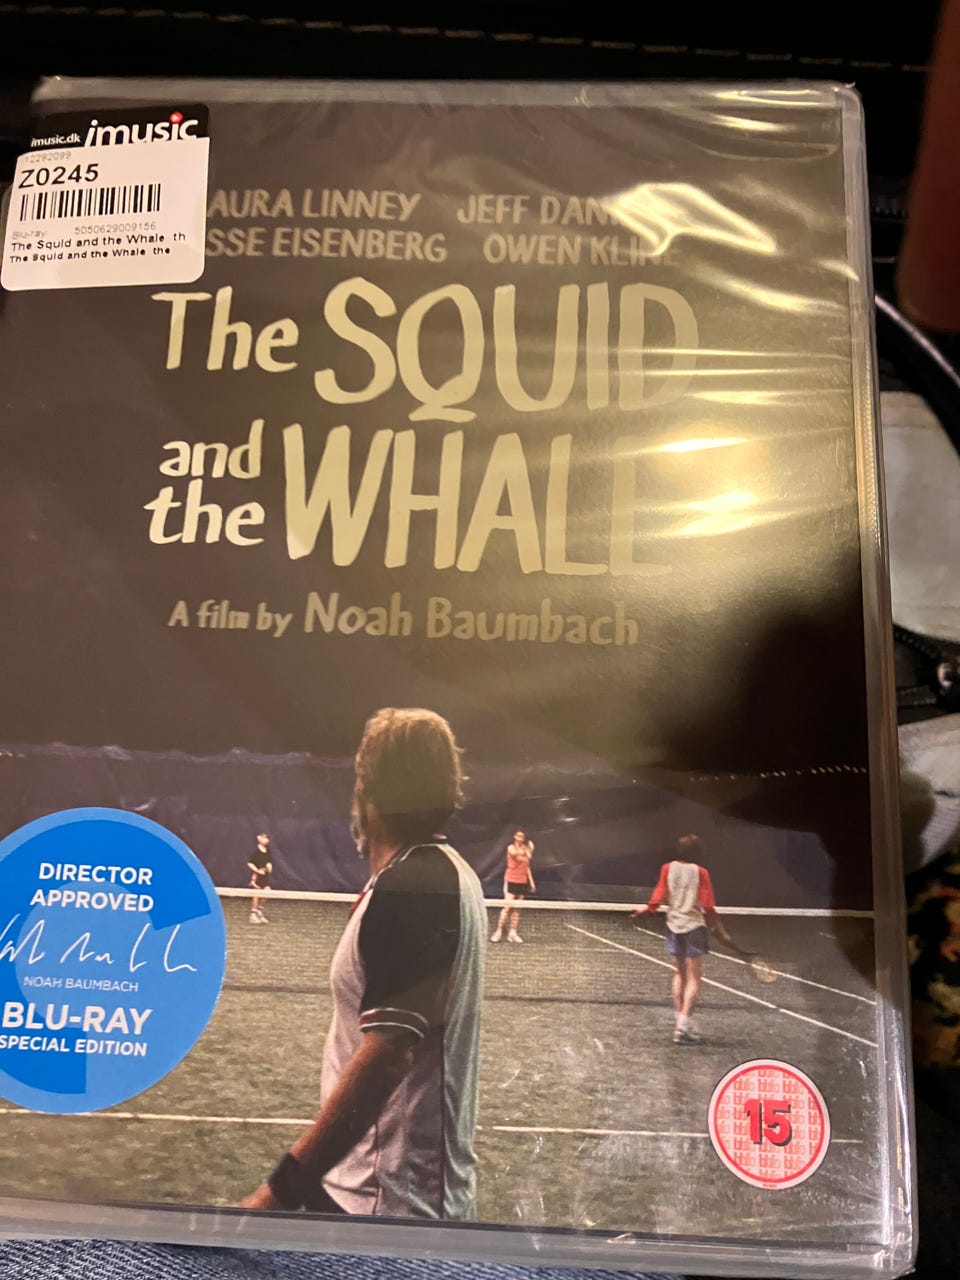 imusic.dk imusic
12292099
Z0245
Blu-ray 5050629009156
The Squid and the Whale th
The Squid and the Whale the
AURA LINNEY JEFF DAN
SSE EISENBERG OWEN KLINE
The SQUID
and the WHALE
A film by Noah Baumbach
DIRECTOR
APPROVED
NOAH BAUMBACH
BLU-RAY
SPECIAL EDITION
15